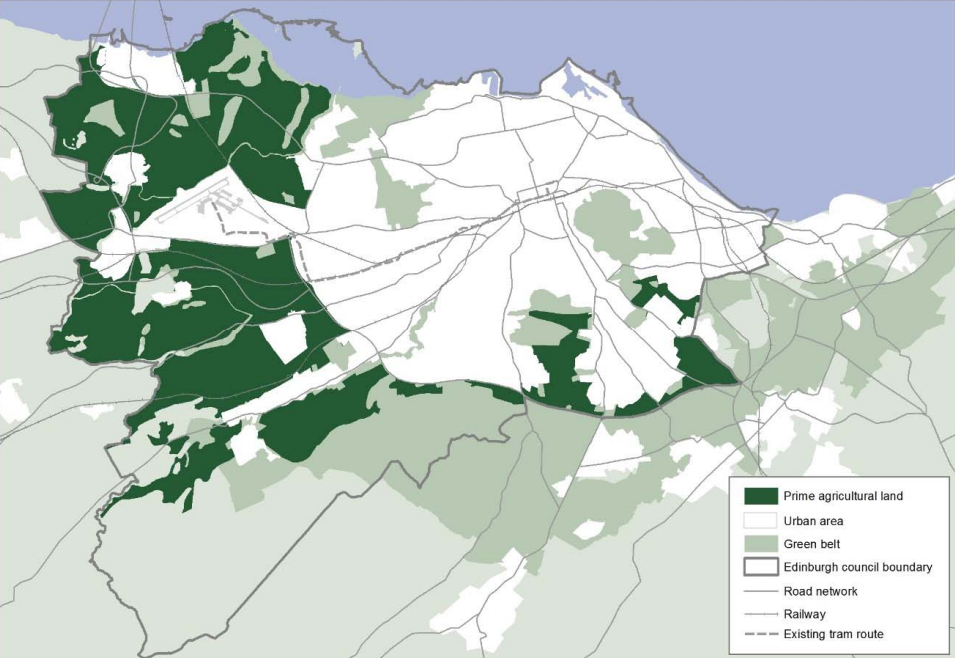 Prime agricultural land
Urban area
Green belt
Edinburgh council boundary
Road network
Railway
Existing tram route